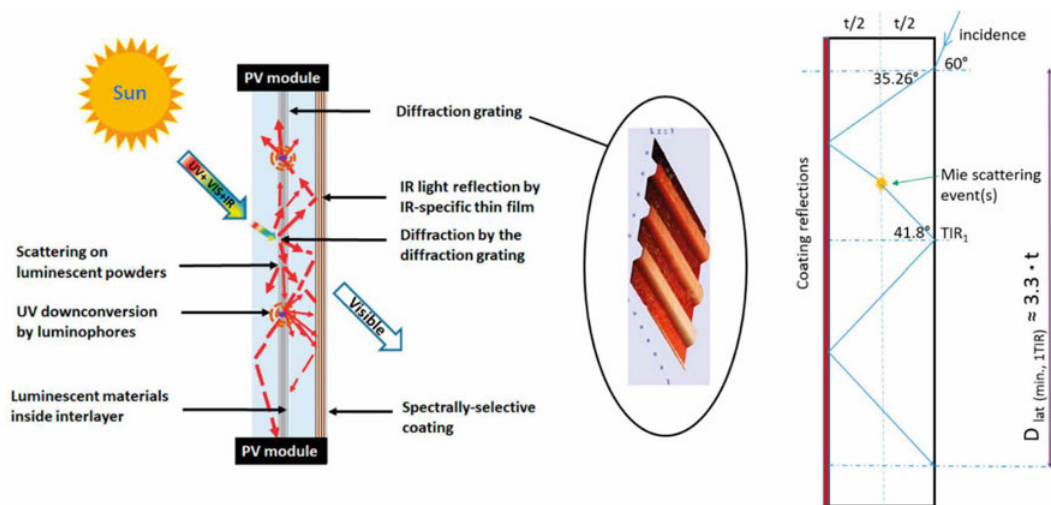 Sun
UV+ VIS+IR
PV module
Diffraction grating
IR light reflection by
IR-specific thin film
Diffraction by the
diffraction grating
Scattering on
luminescent powders
UV downconversion
by luminophores
Visible
Luminescent materials
inside interlayer
Spectrally-selective
coating
PV module
t/2
t/2
incidence
60°
35.26°
Coating reflections
Mie scattering
event(s)
41.8°
TIR1
D lat (min., 1TIR) ≈ 3.3 • t